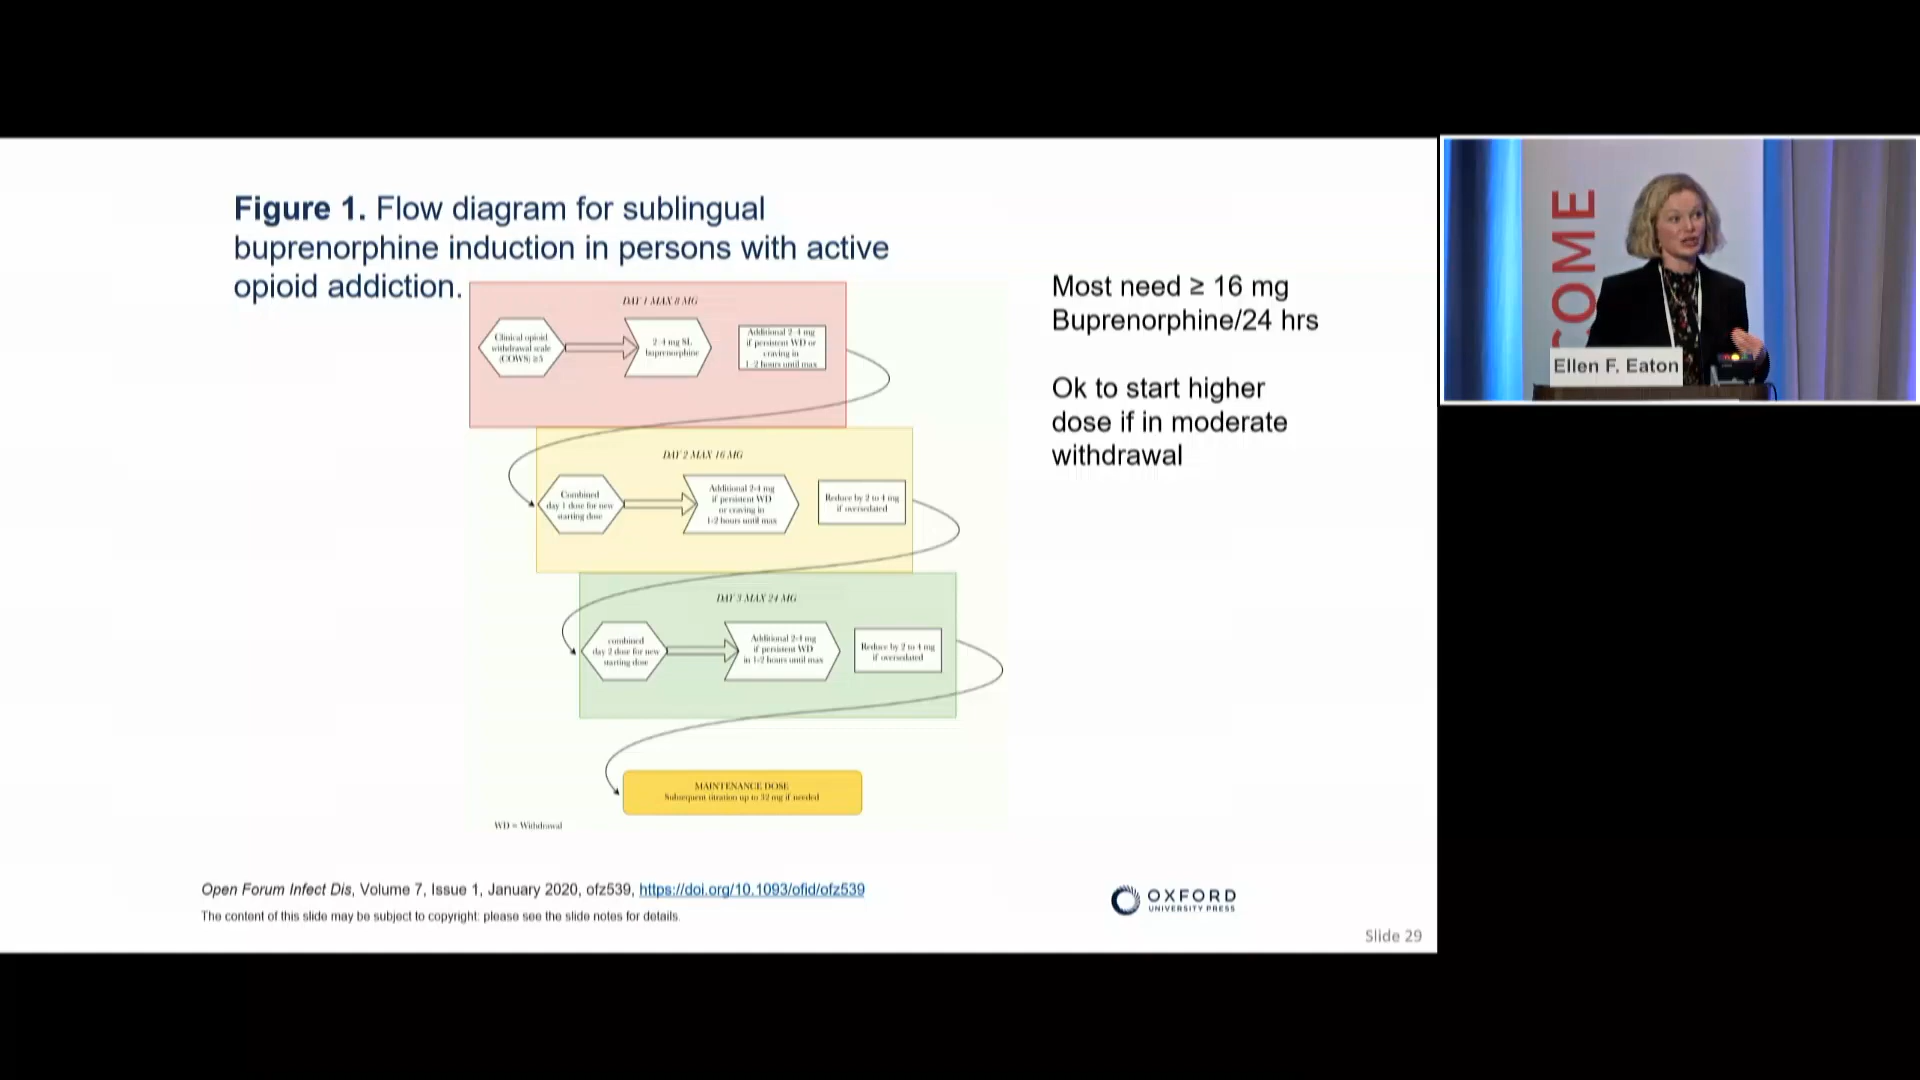 Figure 1. Flow diagram for sublingual
buprenorphine induction in persons with active
opioid addiction.
DAY 1 MAX 8 MG
Clinical opioid
withdrawal scale
(COWS) ≥5
2-4 mg SL
buprenorphine
Additional 2-4 mg
if persistent WD or
craving in
1-2 hours until max
DAY 2 MAX 16 MG
Combined
day 1 dose for new
starting dose
Additional 2-4 mg
if persistent WD
or craving in
1-2 hours until max
Reduce by 2 to 4 mg
if oversedated
DAY 3 MAX 24 MG
combined
day 2 dose for new
starting dose
Additional 2-4 mg
if persistent WD
in 1-2 hours until max
Reduce by 2 to 4 mg
if oversedated
MAINTENANCE DOSE
Subsequent titration up to 32 mg if needed
WD = Withdrawal
Most need ≥ 16 mg
Buprenorphine/24 hrs
Ok to start higher
dose if in moderate
withdrawal
Open Forum Infect Dis, Volume 7, Issue 1, January 2020, ofz539, https://doi.org/10.1093/ofid/ofz539
The content of this slide may be subject to copyright: please see the slide notes for details.
OXFORD
UNIVERSITY PRESS
Slide 29
COME
Ellen F. Eaton